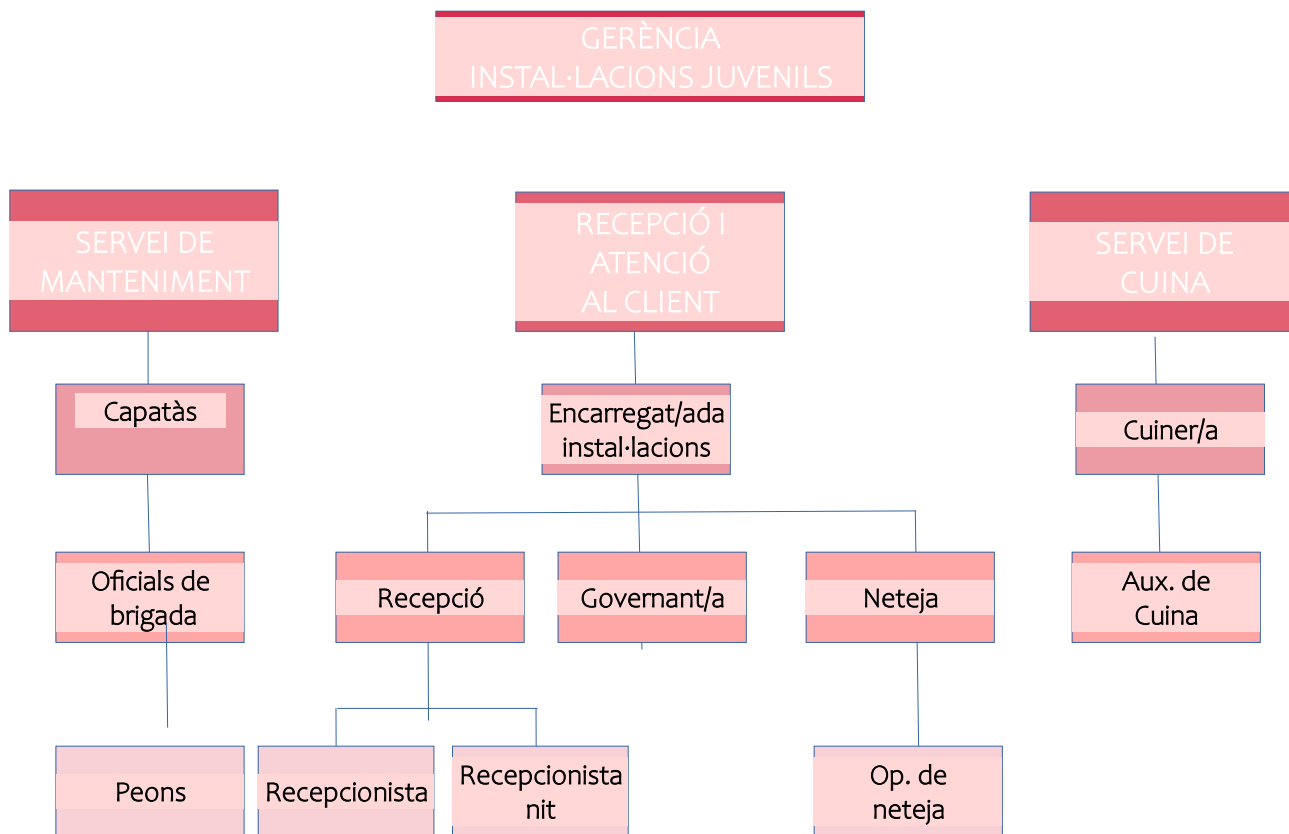 GERÈNCIA
INSTAL·LACIONS JUVENILS
SERVEI DE
MANTENIMENT
RECEPCIÓ I
ATENCIÓ
AL CLIENT
SERVEI DE
CUINA
Capatàs
Encarregat/ada
instal·lacions
Cuiner/a
Oficials de
brigada
Recepció
Governant/a
Neteja
Aux. de
Cuina
Peons
Recepcionista
Recepcionista
nit
Op. de
neteja